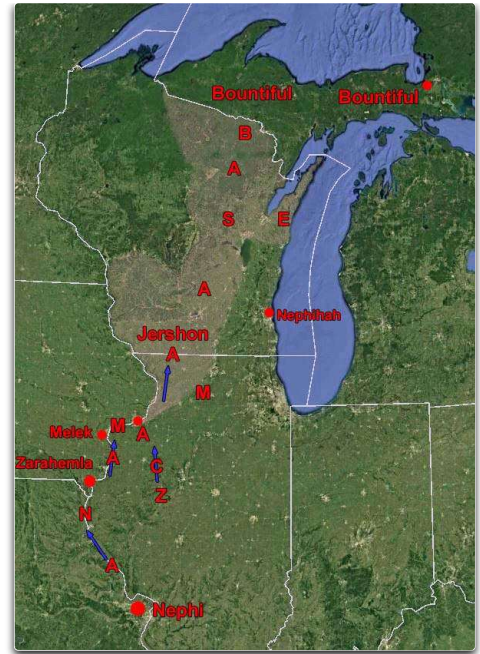 Bountiful
Bountiful
B
A
S E
A
Nephihah
Jershon
A
M
M
Melek A
A
Zarahemla C
Z
N
A
Nephi